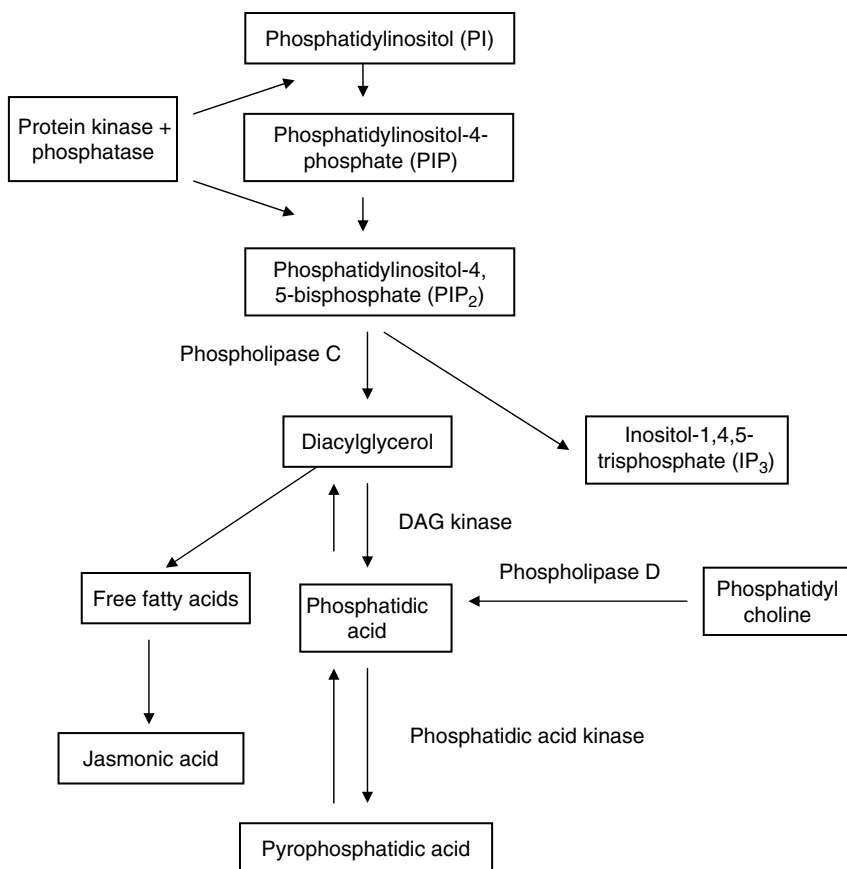 Phosphatidylinositol (PI)
Protein kinase +
phosphatase
Phosphatidylinositol-4-
phosphate (PIP)
Phosphatidylinositol-4,
5-bisphosphate (PIP₂)
Phospholipase C
Diacylglycerol
Inositol-1,4,5-
trisphosphate (IP₃)
DAG kinase
Free fatty acids
Phosphatidic
acid
Phospholipase D
Phosphatidyl
choline
Jasmonic acid
Phosphatidic acid kinase
Pyrophosphatidic acid